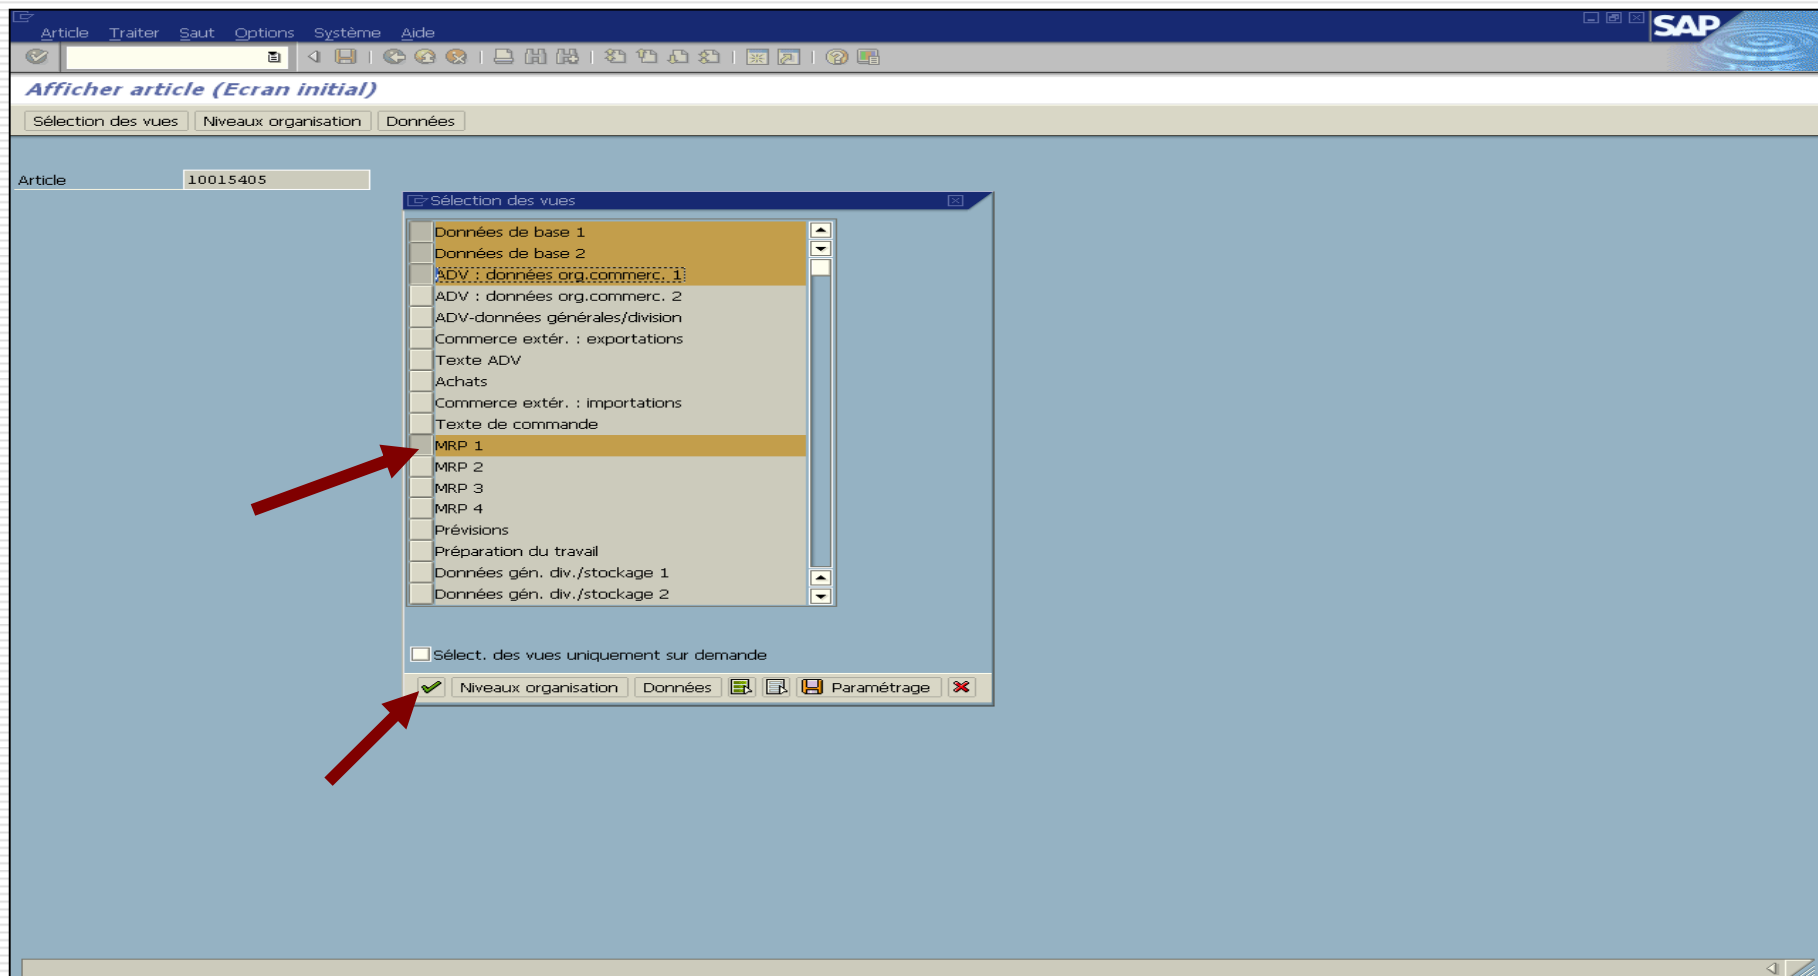 Article Traiter Saut Options Système Aide
SAP
Afficher article (Ecran initial)
Sélection des vues Niveaux organisation Données
Article 10015405
Sélection des vues
Données de base 1
Données de base 2
ADV : données org.commerc. 1
ADV : données org.commerc. 2
ADV-données générales/division
Commerce extér. : exportations
Texte ADV
Achats
Commerce extér. : importations
Texte de commande
MRP 1
MRP 2
MRP 3
MRP 4
Prévisions
Préparation du travail
Données gén. div./stockage 1
Données gén. div./stockage 2
Sélect. des vues uniquement sur demande
Niveaux organisation Données Paramétrage